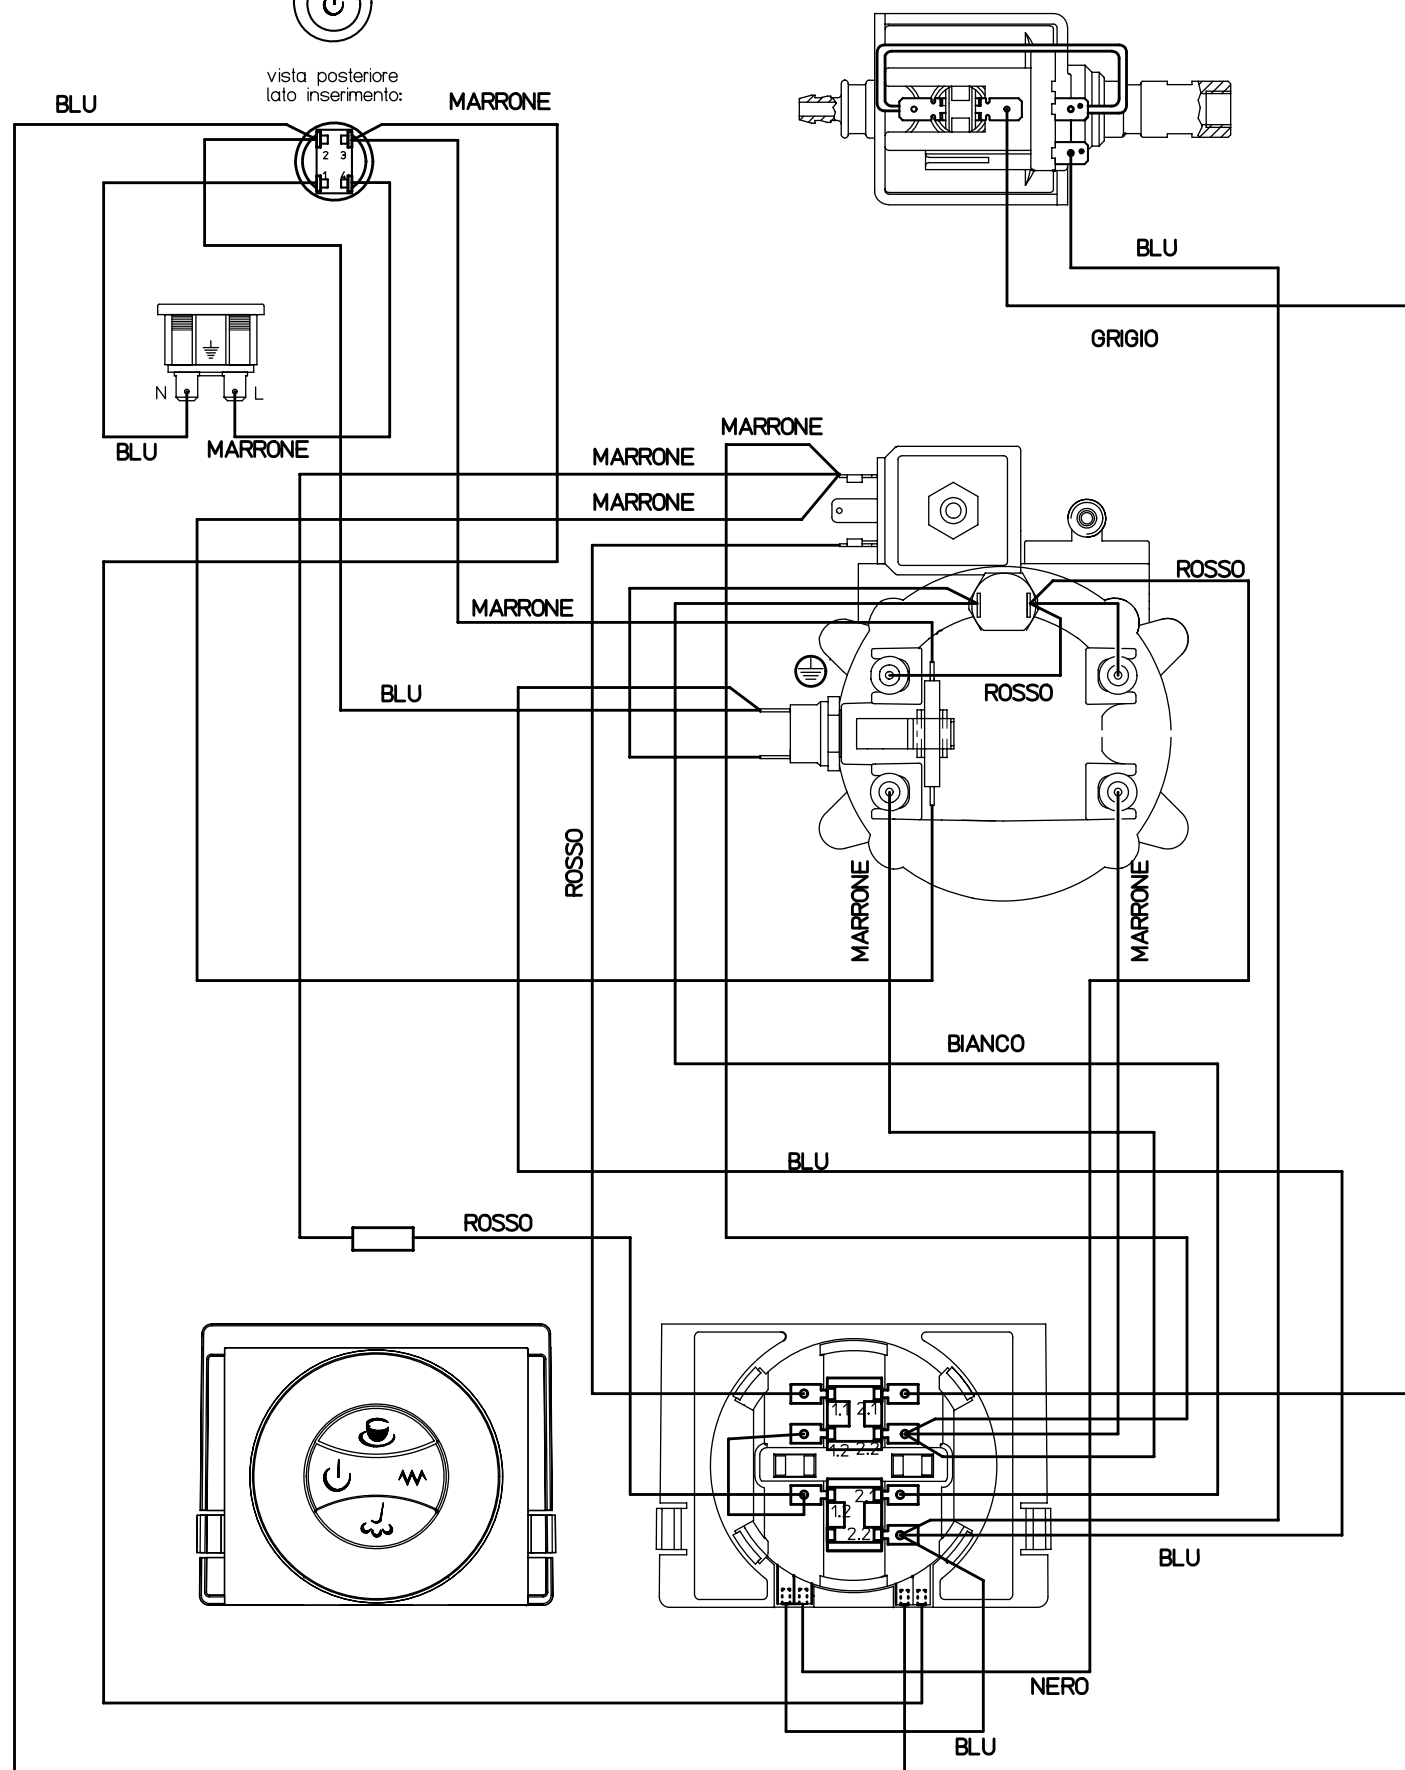 vista posteriore
lato inserimento:
BLU
MARRONE
2 3
1 4
BLU
GRIGIO
N L
BLU
MARRONE
MARRONE
MARRONE
MARRONE
ROSSO
MARRONE
ROSSO
BLU
ROSSO
MARRONE
MARRONE
BIANCO
BLU
ROSSO
1.1 2.1
1.2 2.2
2.1
1.2
2.2
BLU
NERO
BLU